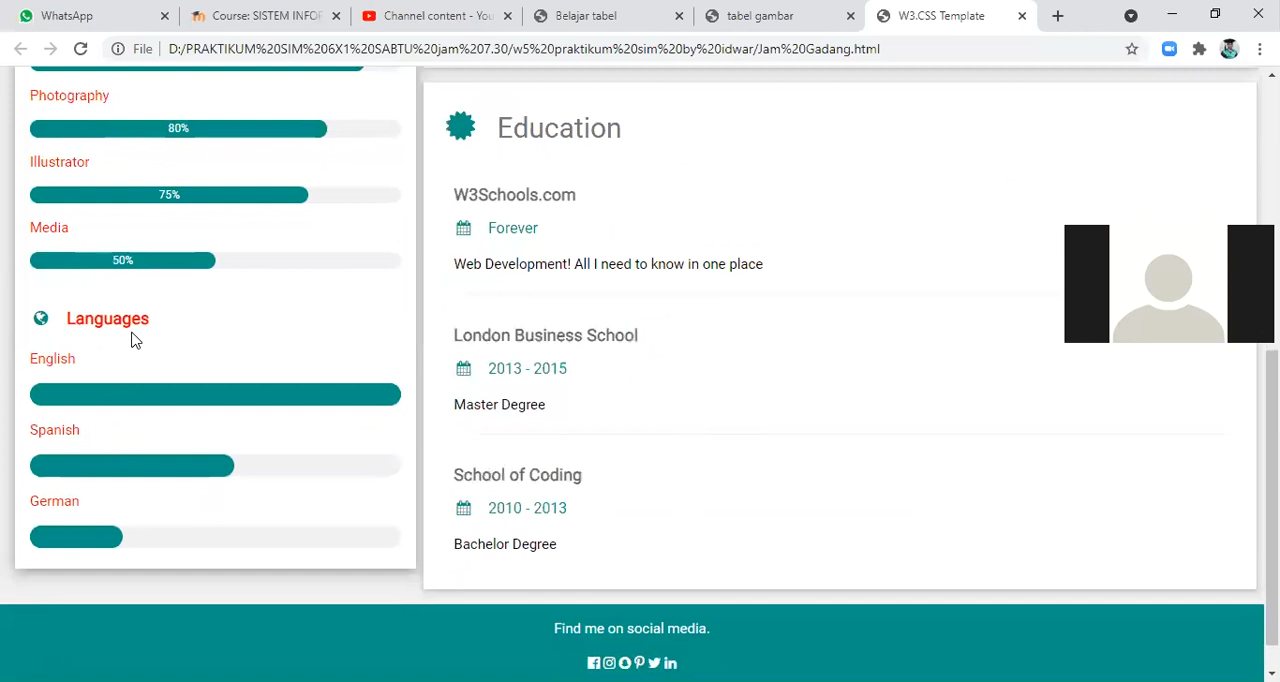 WhatsApp
Course: SISTEM INFOR
Channel content - You
Belajar tabel
tabel gambar
W3.CSS Template
File
D:/PRAKTIKUM%20SIM%206X1%20SABTU%20jam%207.30/w5%20praktikum%20sim%20by%20idwar/Jam%20Gadang.html
Photography
80%
Illustrator
75%
Media
50%
Languages
English
Spanish
German
Education
W3Schools.com
Forever
Web Development! All I need to know in one place
London Business School
2013 - 2015
Master Degree
School of Coding
2010 - 2013
Bachelor Degree
Find me on social media.